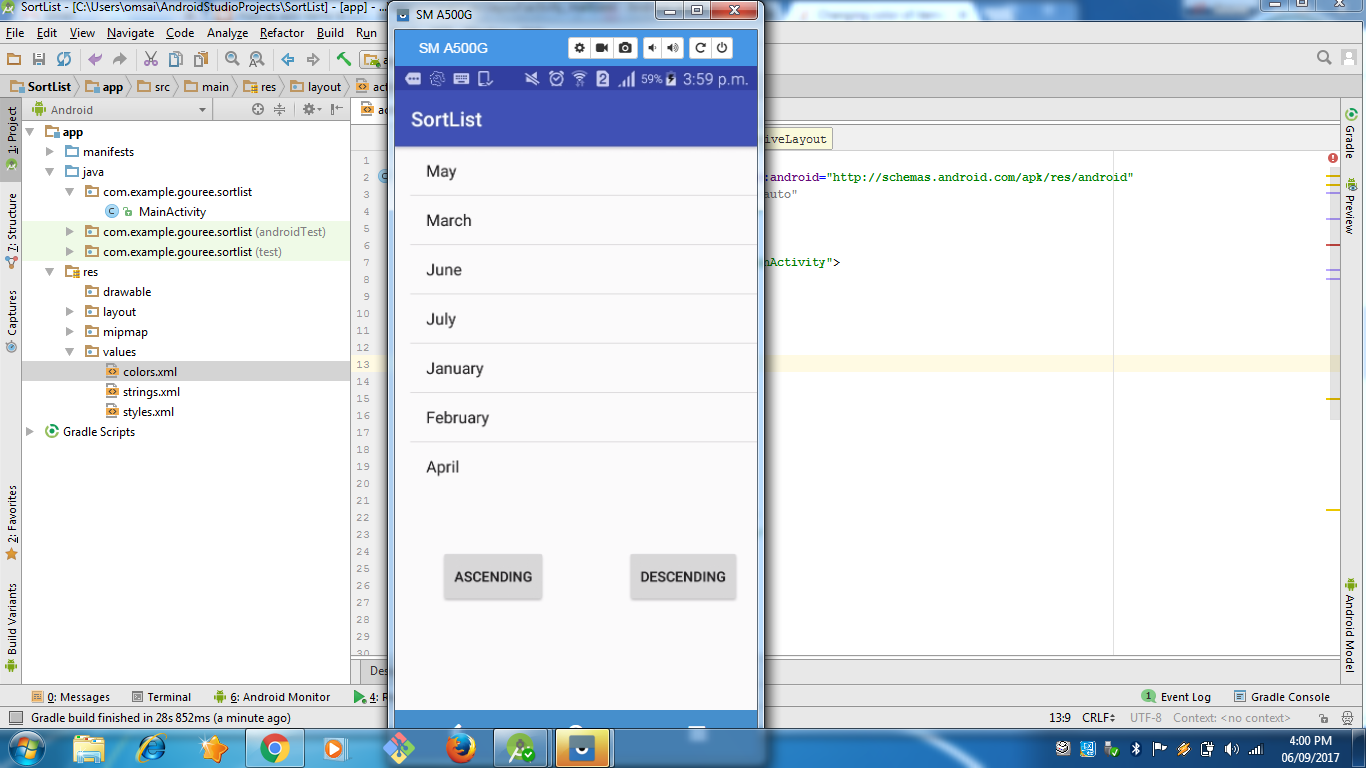 SortList - [C:\Users\omsai\AndroidStudioProjects\SortList] - [app] -
File Edit View Navigate Code Analyze Refactor Build Run
SortList app src main res layout
Android
1: Project
7: Structure
Captures
2: Favorites
Build Variants
app
manifests
java
com.example.gouree.sortlist
MainActivity
com.example.gouree.sortlist (androidTest)
com.example.gouree.sortlist (test)
res
drawable
layout
mipmap
values
colors.xml
strings.xml
styles.xml
Gradle Scripts
SM A500G
SM A500G
2 59% 3:59 p.m.
SortList
May
March
June
July
January
February
April
ASCENDING DESCENDING
1
2
3
4
5
6
7
8
9
10
11
12
13
14
15
16
17
18
19
20
21
22
23
24
25
26
27
28
29
30
iveLayout
:android="http://schemas.android.com/apk/res/android"
auto"
nActivity">
Gradle
Preview
Android Model
Des
0: Messages Terminal 6: Android Monitor 4: R 1 Event Log Gradle Console
Gradle build finished in 28s 852ms (a minute ago) 13:9 CRLF UTF-8 Context: <no context>
4:00 PM
06/09/2017